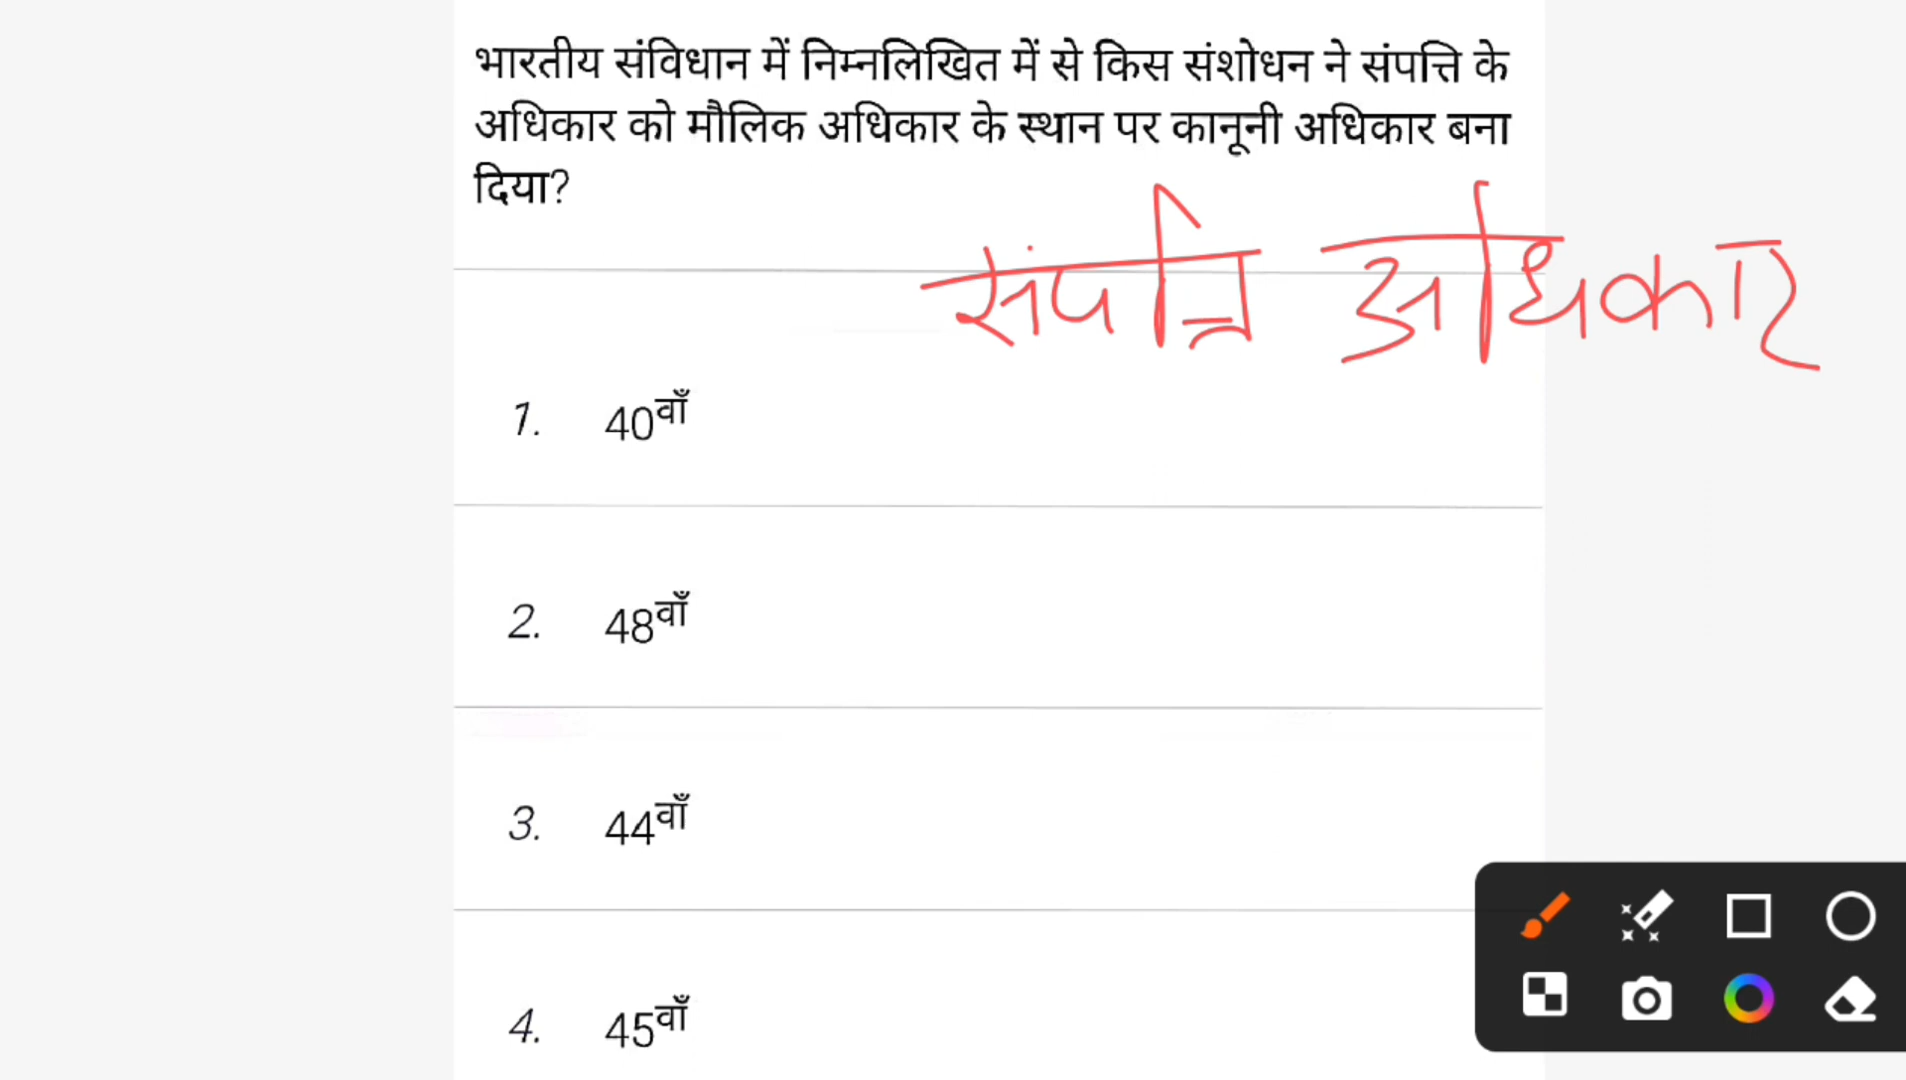 भारतीय संविधान में निम्नलिखित में से किस संशोधन ने संपत्ति के
अधिकार को मौलिक अधिकार के स्थान पर कानूनी अधिकार बना
दिया?
संपत्ति अधिकार
1. 40वाँ
2. 48वाँ
3. 44वाँ
4. 45वाँ